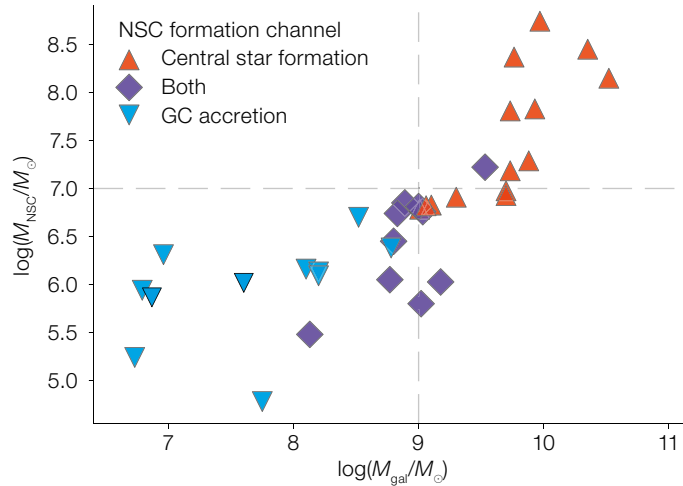 NSC formation channel
Central star formation
Both
GC accretion
8.5
8.0
7.5
7.0
6.5
6.0
5.5
5.0
log(M_NSC/M_☉)
7 8 9 10 11
log(M_gal/M_☉)